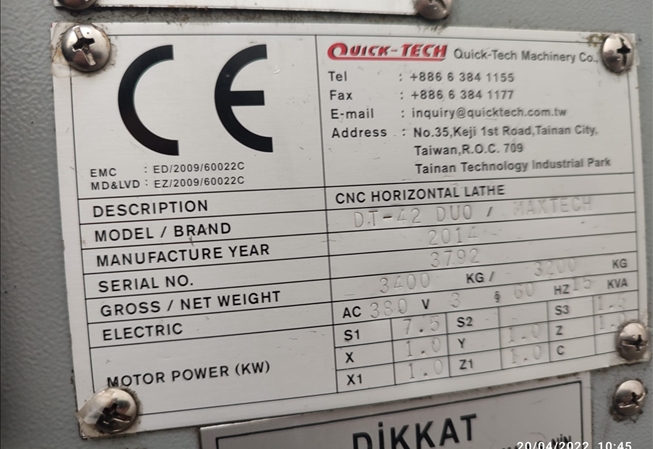 CE
EMC : ED/2009/60022C
MD&LVD : EZ/2009/60022C
QUICK-TECH Quick-Tech Machinery Co.,
Tel : +886 6 384 1155
Fax : +886 6 384 1177
E-mail : inquiry@quicktech.com.tw
Address : No.35,Keji 1st Road,Tainan City,
Taiwan,R.O.C. 709
Tainan Technology Industrial Park
DESCRIPTION CNC HORIZONTAL LATHE
MODEL / BRAND DT-42 DUO / MAXTECH
MANUFACTURE YEAR 2014
SERIAL NO. 3792
GROSS / NET WEIGHT 3400 KG / 3200 KG
ELECTRIC AC 380 V 3 § 60 HZ 15 KVA
MOTOR POWER (KW)
S1 7.5 S2 S3
X 1.0 Y 1.0 Z
X1 1.0 Z1 1.0 C
DİKKAT
20/04/2022 10:45